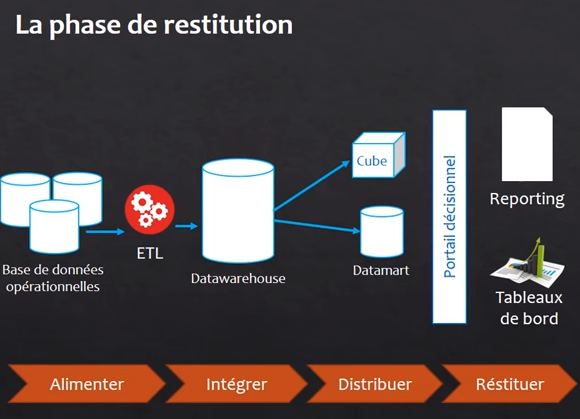 La phase de restitution
Cube
Portail décisionnel
Reporting
Base de données
opérationnelles
ETL
Datawarehouse
Datamart
Tableaux
de bord
Alimenter
Intégrer
Distribuer
Réstituer